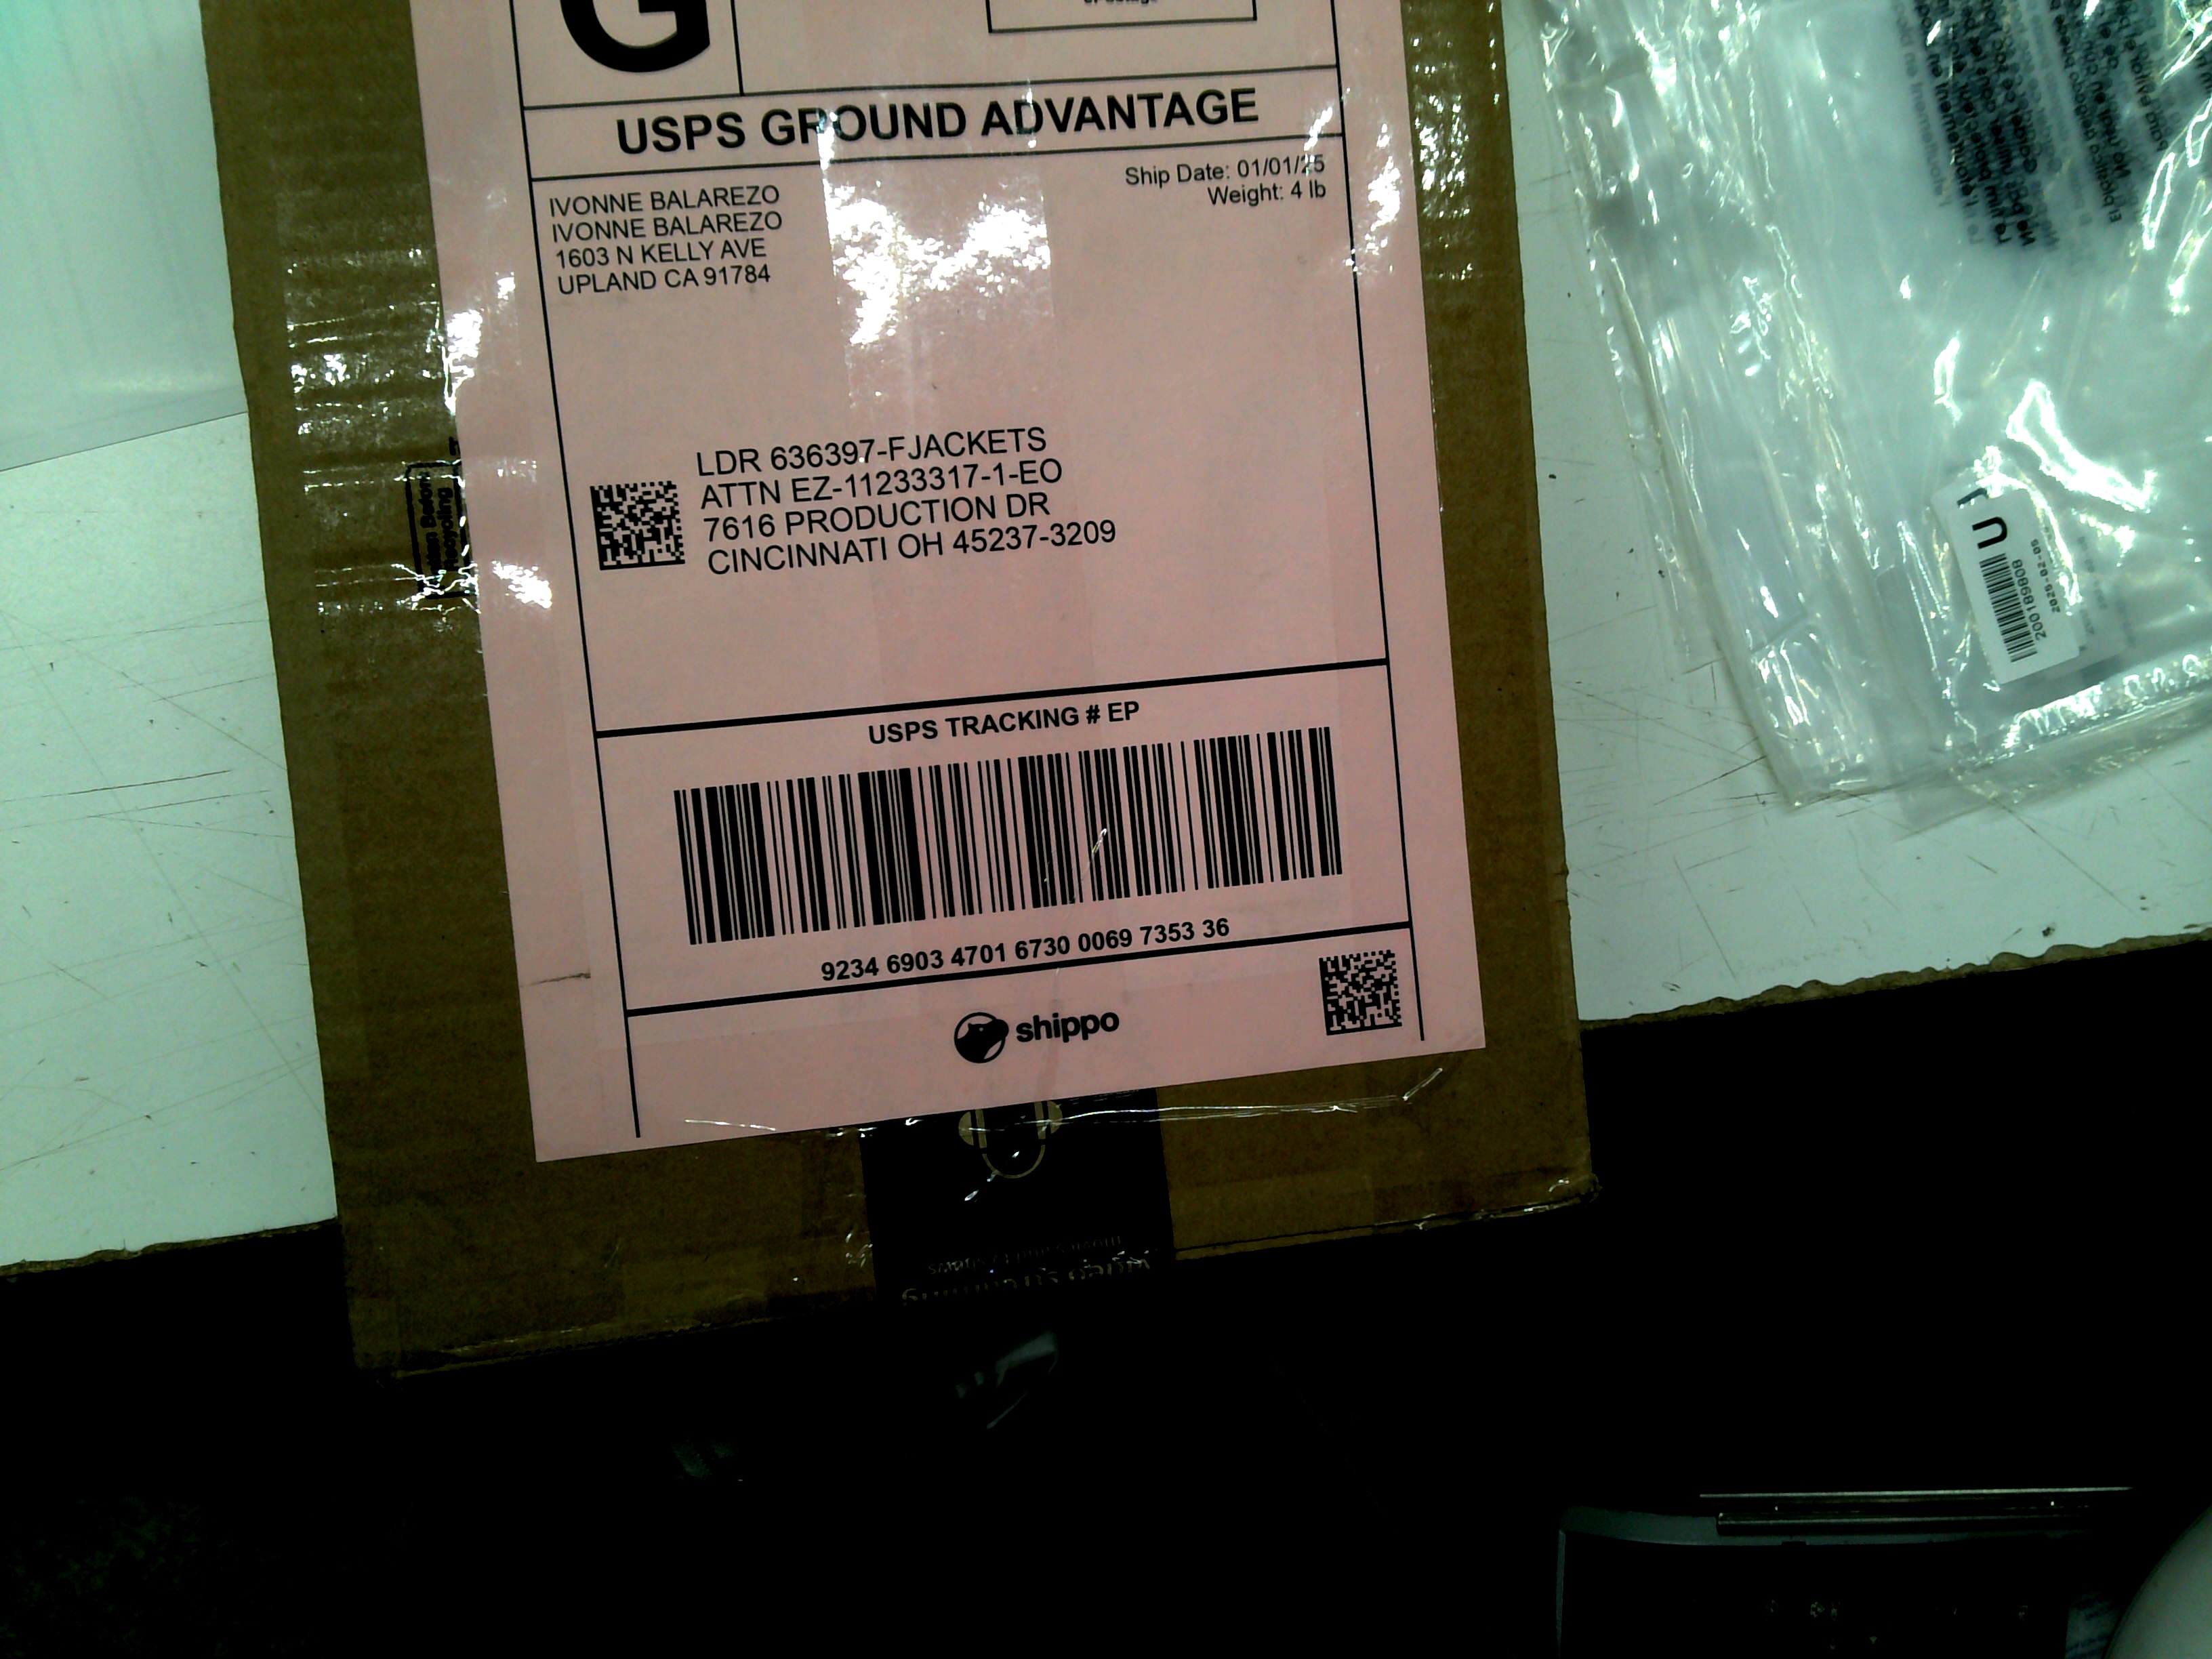 G
USPS GROUND ADVANTAGE
IVONNE BALAREZO
IVONNE BALAREZO
1603 N KELLY AVE
UPLAND CA 91784
Ship Date: 01/01/25
Weight: 4 lb
LDR 636397-FJACKETS
ATTN EZ-11233317-1-EO
7616 PRODUCTION DR
CINCINNATI OH 45237-3209
USPS TRACKING # EP
9234 6903 4701 6730 0069 7353 36
shippo
Recycling
U
200189808